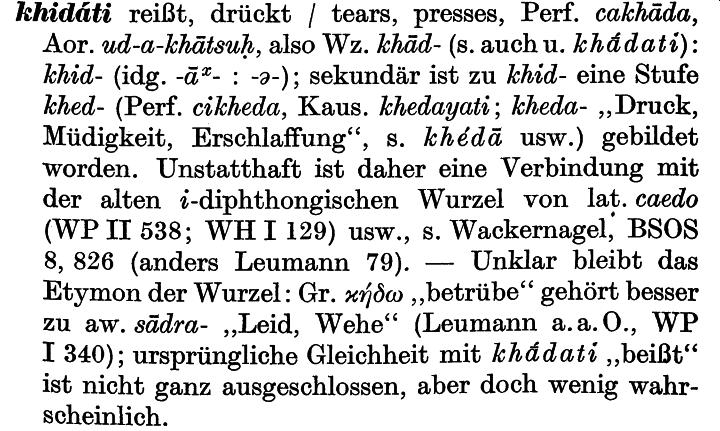 khidáti reißt, drückt / tears, presses, Perf. cakhāda,
Aor. ud-a-khātsuḥ, also Wz. khād- (s. auch u. khā́dati):
khid- (idg. -āˣ- : -ə-); sekundär ist zu khid- eine Stufe
khed- (Perf. cikheda, Kaus. khedayati; kheda- „Druck,
Müdigkeit, Erschlaffung“, s. khédā usw.) gebildet
worden. Unstatthaft ist daher eine Verbindung mit
der alten i-diphthongischen Wurzel von lat. caedo
(WP II 538; WH I 129) usw., s. Wackernagel, BSOS
8, 826 (anders Leumann 79). — Unklar bleibt das
Etymon der Wurzel: Gr. κήδω „betrübe“ gehört besser
zu aw. sādra- „Leid, Wehe“ (Leumann a. a. O., WP
I 340); ursprüngliche Gleichheit mit khā́dati „beißt“
ist nicht ganz ausgeschlossen, aber doch wenig wahr-
scheinlich.